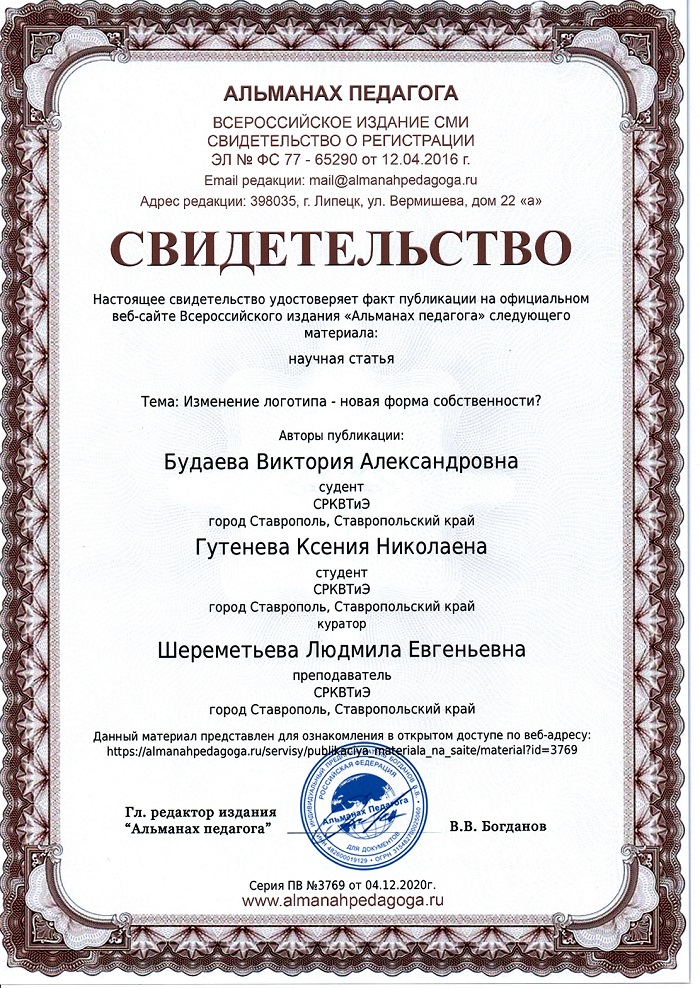 АЛЬМАНАХ ПЕДАГОГА
ВСЕРОССИЙСКОЕ ИЗДАНИЕ СМИ
СВИДЕТЕЛЬСТВО О РЕГИСТРАЦИИ
ЭЛ № ФС 77 - 65290 от 12.04.2016 г.
Email редакции: mail@almanahpedagoga.ru
Адрес редакции: 398035, г. Липецк, ул. Вермишева, дом 22 «а»
СВИДЕТЕЛЬСТВО
Настоящее свидетельство удостоверяет факт публикации на официальном
веб-сайте Всероссийского издания «Альманах педагога» следующего
материала:
научная статья
Тема: Изменение логотипа - новая форма собственности?
Авторы публикации:
Будаева Виктория Александровна
судент
СРКВТиЭ
город Ставрополь, Ставропольский край
Гутенева Ксения Николаена
студент
СРКВТиЭ
город Ставрополь, Ставропольский край
куратор
Шереметьева Людмила Евгеньевна
преподаватель
СРКВТиЭ
город Ставрополь, Ставропольский край
Данный материал представлен для ознакомления в открытом доступе по веб-адресу:
https://almanahpedagoga.ru/servisy/publikaciya_materiala_na_saite/material?id=3769
РОССИЙСКАЯ ФЕДЕРАЦИЯ
Альманах Педагога
ДЛЯ ДОКУМЕНТОВ
Гл. редактор издания
“Альманах педагога”
В.В. Богданов
Серия ПВ №3769 от 04.12.2020г.
www.almanahpedagoga.ru